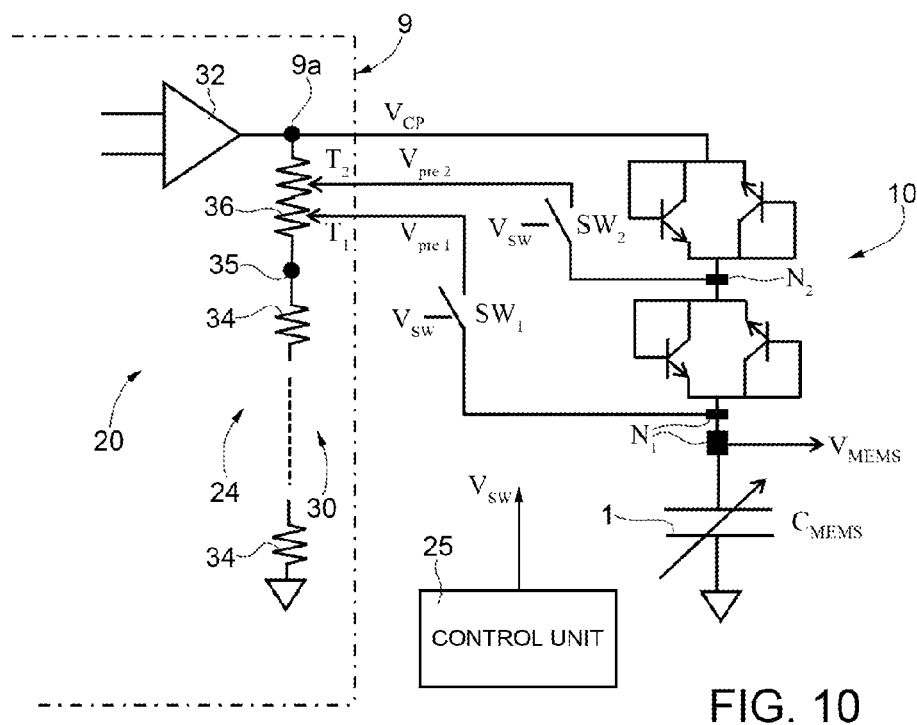 9
32
9a
V_CP
T_2
V_pre 2
10
36
V_SW
SW_2
T_1
V_pre 1
35
N_2
34
V_SW
SW_1
20
24
30
N_1
V_MEMS
V_SW
1
C_MEMS
34
25
CONTROL UNIT
FIG. 10